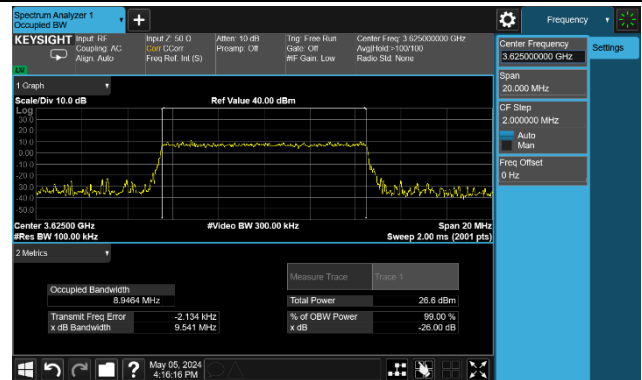 Spectrum Analyzer 1
Occupied BW
+
Frequency
KEYSIGHT
Input: RF
Coupling: AC
Align: Auto
Input Z: 50 Ω
Corr CCorr
Freq Ref: Int (S)
Atten: 10 dB
Preamp: Off
Trig: Free Run
Gate: Off
#IF Gain: Low
Center Freq: 3.625000000 GHz
Avg|Hold:>100/100
Radio Std: None
Center Frequency
3.625000000 GHz
Settings
Span
20.000 MHz
CF Step
2.000000 MHz
Auto
Man
Freq Offset
0 Hz
1 Graph
Scale/Div 10.0 dB
Ref Value 40.00 dBm
Log
30.0
20.0
10.0
0.00
-10.0
-20.0
-30.0
-40.0
-50.0
Center 3.62500 GHz
#Video BW 300.00 kHz
Span 20 MHz
#Res BW 100.00 kHz
Sweep 2.00 ms (2001 pts)
2 Metrics
Measure Trace
Trace 1
Occupied Bandwidth
8.9464 MHz
Total Power
26.6 dBm
Transmit Freq Error
-2.134 kHz
% of OBW Power
99.00 %
x dB Bandwidth
9.541 MHz
x dB
-26.00 dB
?
May 05, 2024
4:16:16 PM